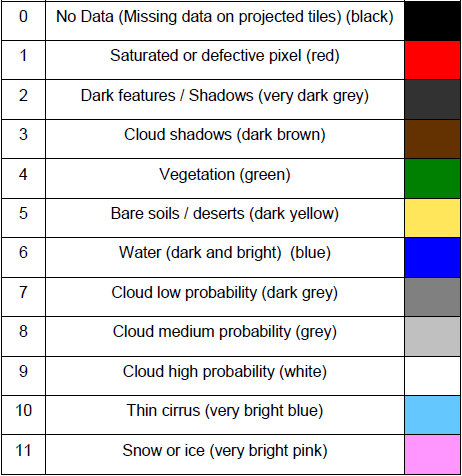 0 No Data (Missing data on projected tiles) (black)
1 Saturated or defective pixel (red)
2 Dark features / Shadows (very dark grey)
3 Cloud shadows (dark brown)
4 Vegetation (green)
5 Bare soils / deserts (dark yellow)
6 Water (dark and bright) (blue)
7 Cloud low probability (dark grey)
8 Cloud medium probability (grey)
9 Cloud high probability (white)
10 Thin cirrus (very bright blue)
11 Snow or ice (very bright pink)